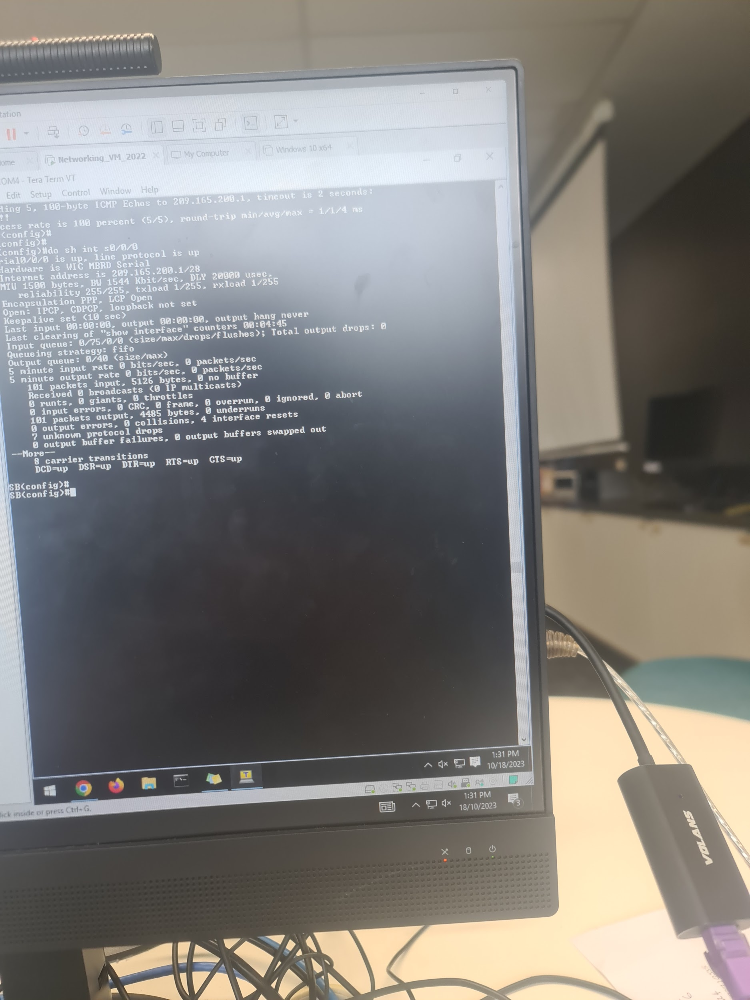 tation
ome
Networking_VM_2022
My Computer
Windows 10 x64
OM4 - Tera Term VT
Edit Setup Control Window Help
ding 5, 100-byte ICMP Echos to 209.165.200.1, timeout is 2 seconds:
!!
cess rate is 100 percent (5/5), round-trip min/avg/max = 1/1/4 ms
(config)#
(config)#
(config)#do sh int s0/0/0
rial0/0/0 is up, line protocol is up
Hardware is WIC MBRD Serial
Internet address is 209.165.200.1/28
MTU 1500 bytes, BW 1544 Kbit/sec, DLY 20000 usec,
reliability 255/255, txload 1/255, rxload 1/255
Encapsulation PPP, LCP Open
Open: IPCP, CDPCP, loopback not set
Keepalive set (10 sec)
Last input 00:00:00, output 00:00:00, output hang never
Last clearing of "show interface" counters 00:04:45
Input queue: 0/75/0/0 (size/max/drops/flushes); Total output drops: 0
Queueing strategy: fifo
Output queue: 0/40 (size/max)
5 minute input rate 0 bits/sec, 0 packets/sec
5 minute output rate 0 bits/sec, 0 packets/sec
101 packets input, 5126 bytes, 0 no buffer
Received 0 broadcasts (0 IP multicasts)
0 runts, 0 giants, 0 throttles
0 input errors, 0 CRC, 0 frame, 0 overrun, 0 ignored, 0 abort
101 packets output, 4485 bytes, 0 underruns
0 output errors, 0 collisions, 4 interface resets
7 unknown protocol drops
0 output buffer failures, 0 output buffers swapped out
--More--
8 carrier transitions
DCD=up DSR=up DTR=up RTS=up CTS=up
SB(config)#
SB(config)#
1:31 PM
10/18/2023
lick inside or press Ctrl+G.
1:31 PM
18/10/2023
3
VOLANS